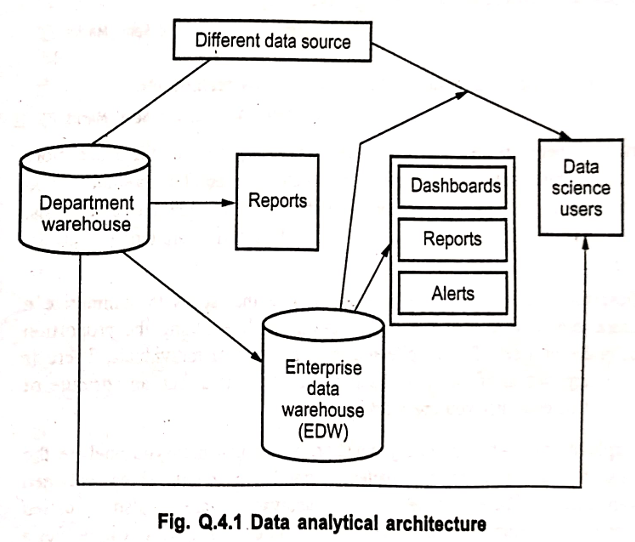 Different data source
Department
warehouse
Reports
Dashboards
Reports
Alerts
Data
science
users
Enterprise
data
warehouse
(EDW)
Fig. Q.4.1 Data analytical architecture